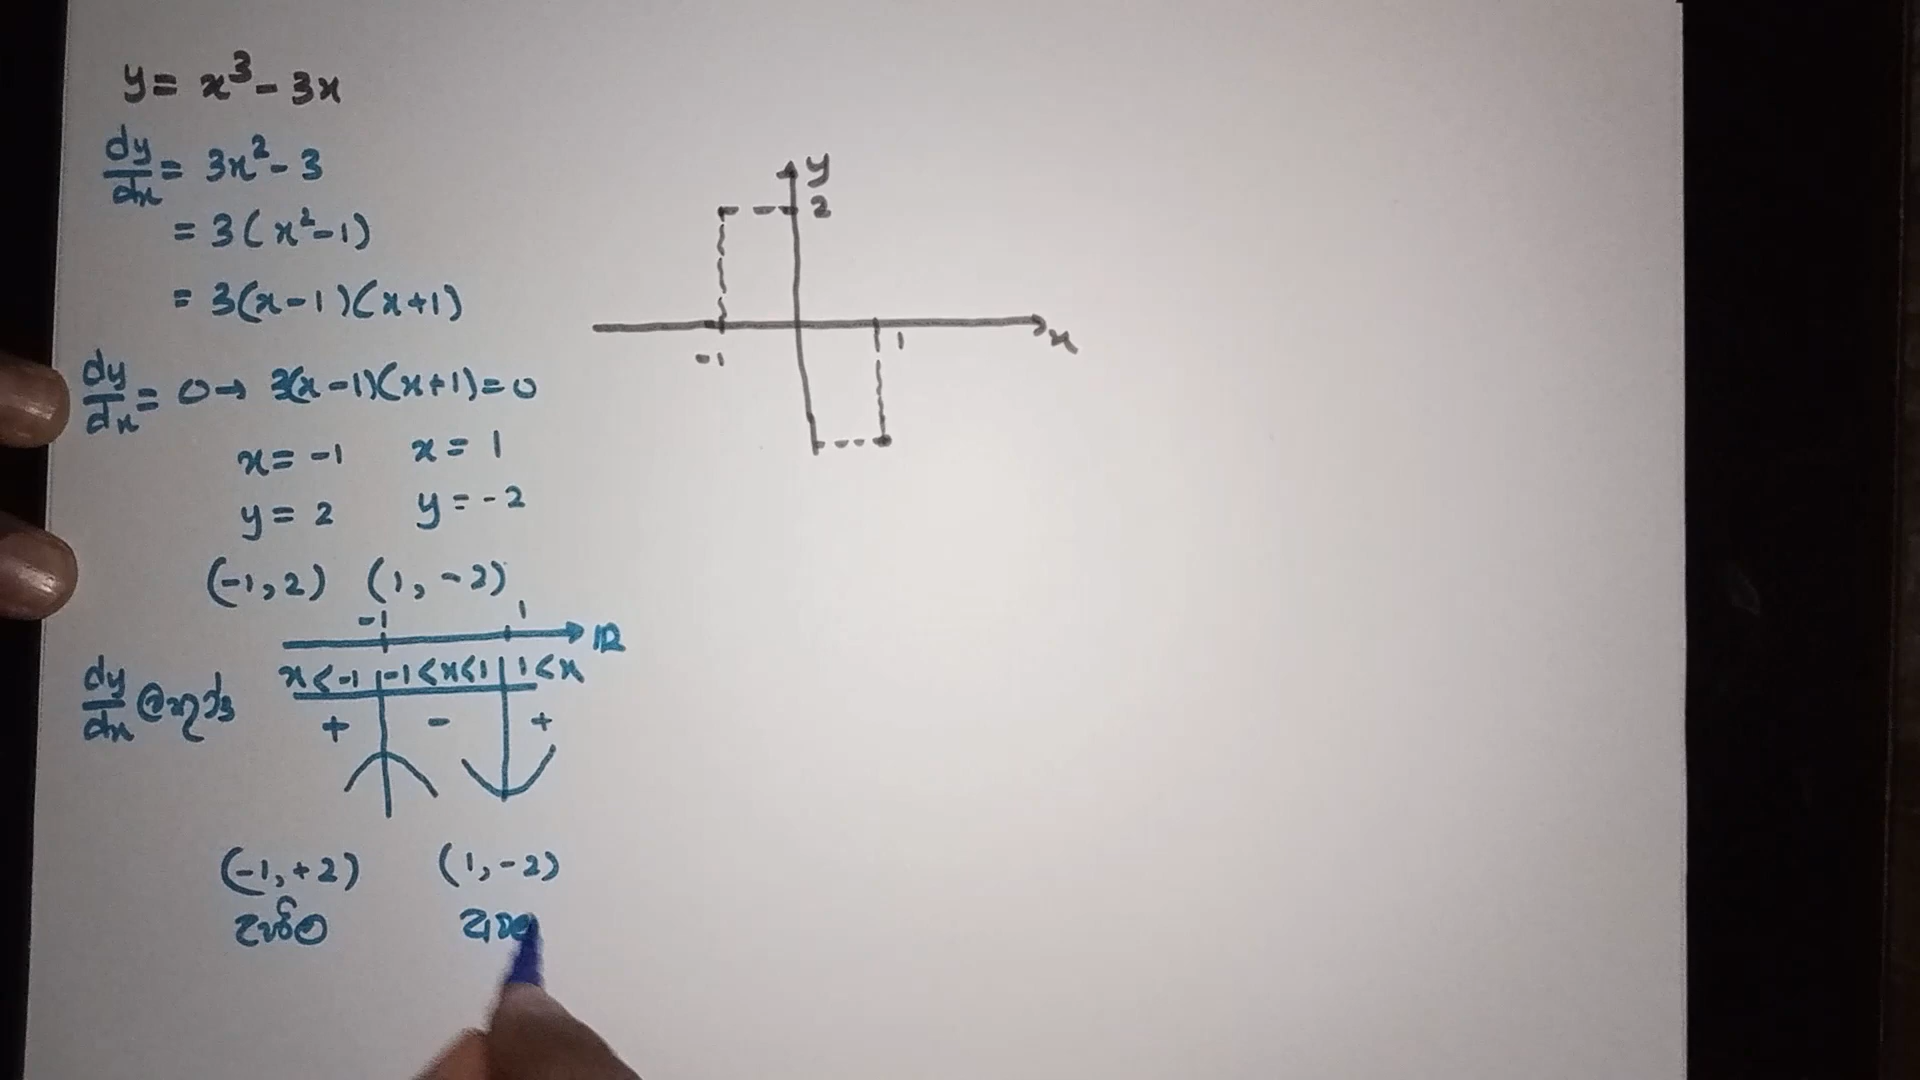 y = x³ - 3x
dy/dx = 3x² - 3
= 3(x² - 1)
= 3(x - 1)(x + 1)
dy/dx = 0 → 3(x - 1)(x + 1) = 0
x = -1 x = 1
y = 2 y = -2
(-1, 2) (1, -2)
-1 1 ℝ
x < -1 -1 < x < 1 1 < x
dy/dx
+ - +
(-1, +2) (1, -2)
y
2
-1 1 x